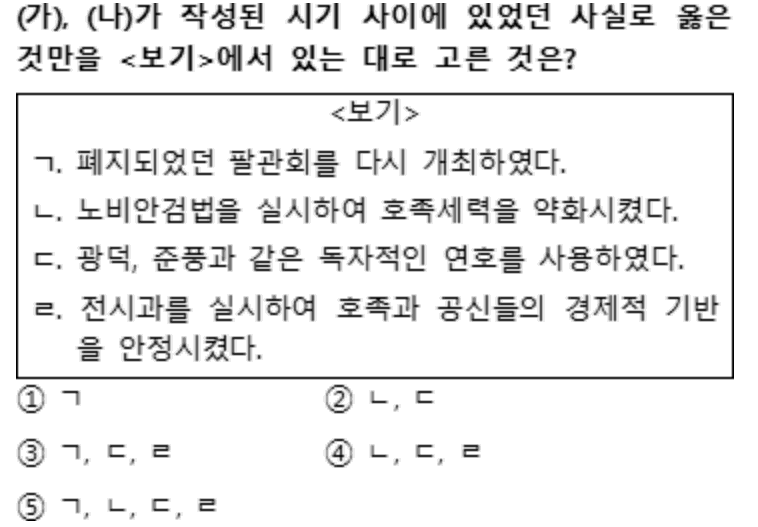 (가), (나)가 작성된 시기 사이에 있었던 사실로 옳은
것만을 <보기>에서 있는 대로 고른 것은?
<보기>
ㄱ. 폐지되었던 팔관회를 다시 개최하였다.
ㄴ. 노비안검법을 실시하여 호족세력을 약화시켰다.
ㄷ. 광덕, 준풍과 같은 독자적인 연호를 사용하였다.
ㄹ. 전시과를 실시하여 호족과 공신들의 경제적 기반
을 안정시켰다.
① ㄱ ② ㄴ, ㄷ
③ ㄱ, ㄷ, ㄹ ④ ㄴ, ㄷ, ㄹ
⑤ ㄱ, ㄴ, ㄷ, ㄹ